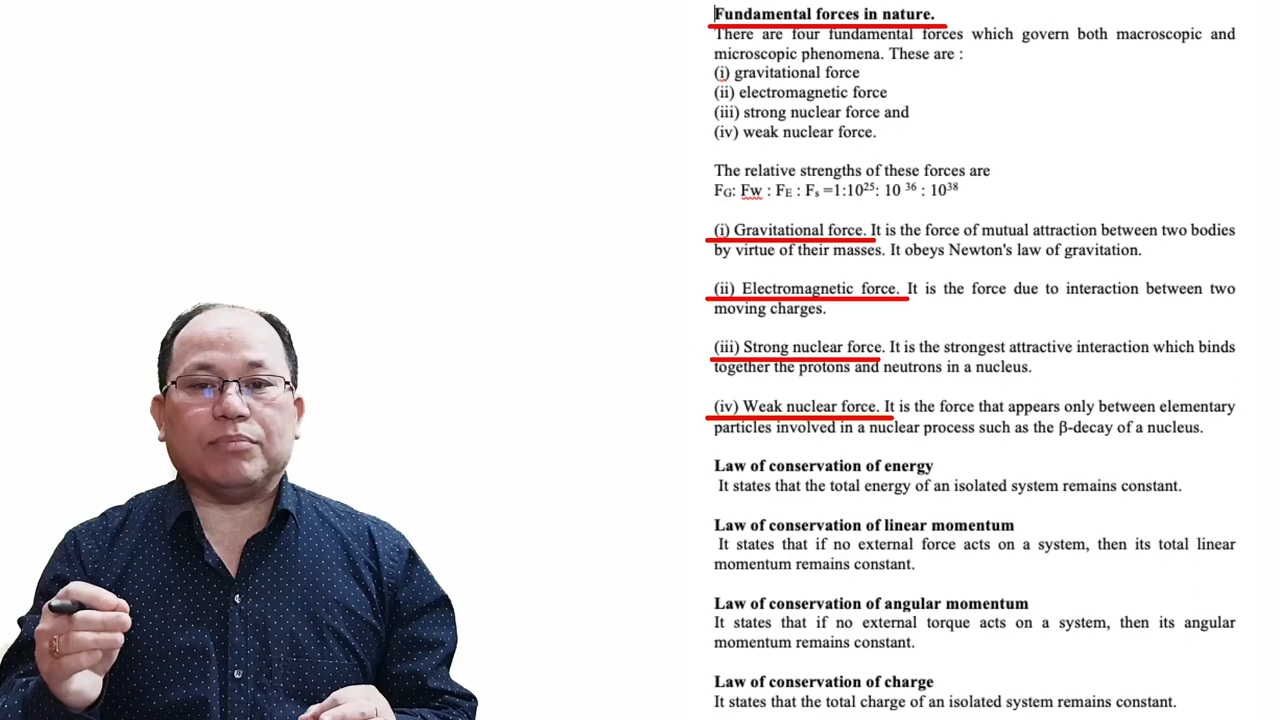 Fundamental forces in nature.
There are four fundamental forces which govern both macroscopic and
microscopic phenomena. These are :
(i) gravitational force
(ii) electromagnetic force
(iii) strong nuclear force and
(iv) weak nuclear force.
The relative strengths of these forces are
FG: Fw : FE : Fs =1:10²⁵: 10 ³⁶ : 10³⁸
(i) Gravitational force. It is the force of mutual attraction between two bodies
by virtue of their masses. It obeys Newton's law of gravitation.
(ii) Electromagnetic force. It is the force due to interaction between two
moving charges.
(iii) Strong nuclear force. It is the strongest attractive interaction which binds
together the protons and neutrons in a nucleus.
(iv) Weak nuclear force. It is the force that appears only between elementary
particles involved in a nuclear process such as the β-decay of a nucleus.
Law of conservation of energy
It states that the total energy of an isolated system remains constant.
Law of conservation of linear momentum
It states that if no external force acts on a system, then its total linear
momentum remains constant.
Law of conservation of angular momentum
It states that if no external torque acts on a system, then its angular
momentum remains constant.
Law of conservation of charge
It states that the total charge of an isolated system remains constant.